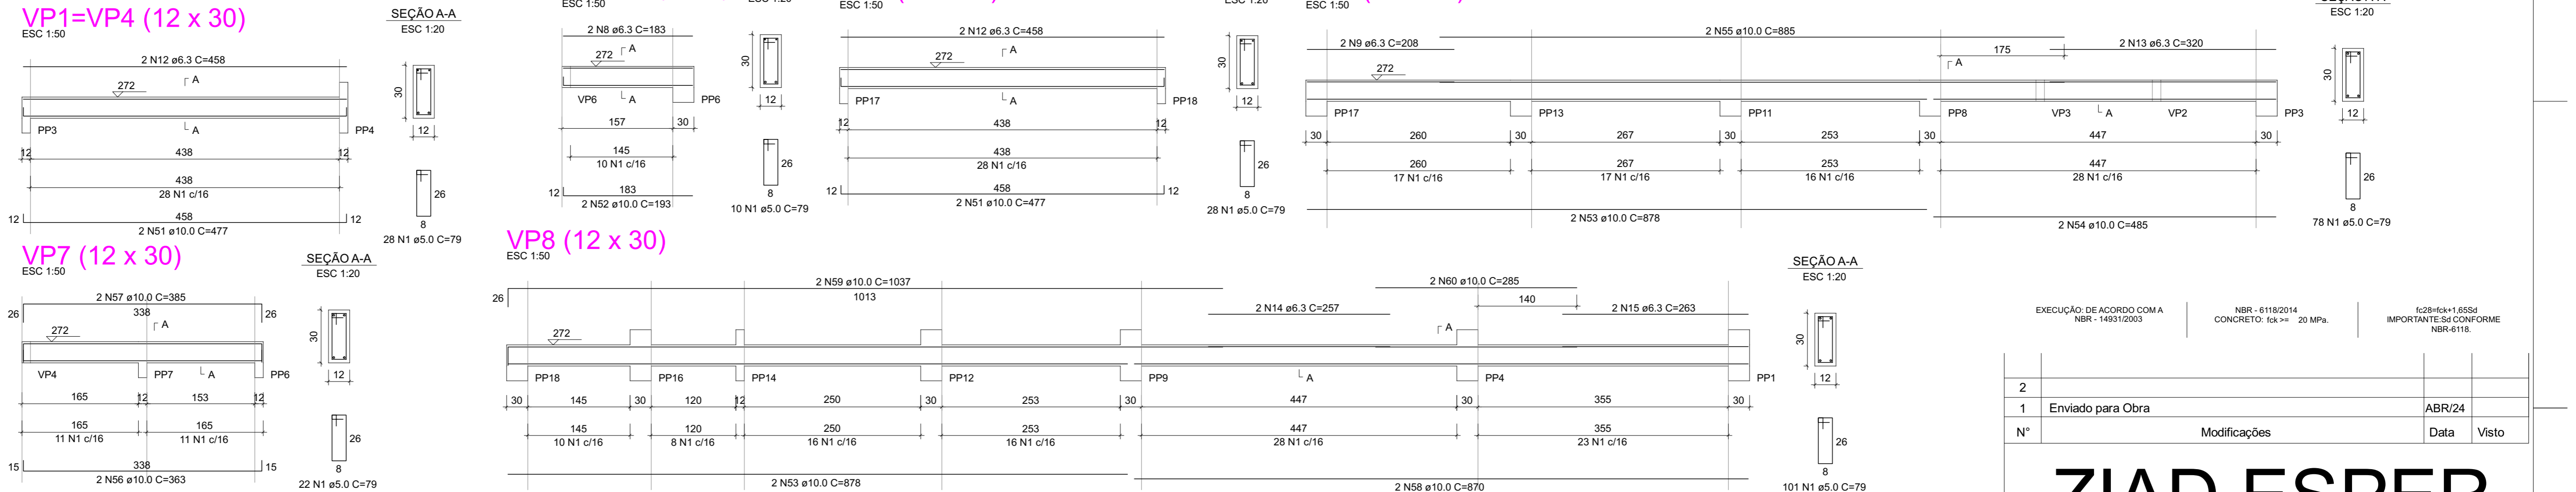 VP1=VP4 (12 x 30)
ESC 1:50
SEÇÃO A-A
ESC 1:20
2 N12 ø6.3 C=458
272
A
A
PP3
PP4
12
438
12
438
28 N1 c/16
12
458
12
2 N51 ø10.0 C=477
30
12
26
8
28 N1 ø5.0 C=79
ESC 1:50
ESC 1:20
2 N8 ø6.3 C=183
272
A
VP6
A
PP6
157
30
145
10 N1 c/16
12
183
2 N52 ø10.0 C=193
30
12
26
8
10 N1 ø5.0 C=79
ESC 1:50
ESC 1:20
2 N12 ø6.3 C=458
272
A
PP17
A
PP18
12
438
12
438
28 N1 c/16
12
458
12
2 N51 ø10.0 C=477
30
12
26
8
28 N1 ø5.0 C=79
ESC 1:50
ESC 1:20
2 N55 ø10.0 C=885
2 N9 ø6.3 C=208
175
2 N13 ø6.3 C=320
272
A
PP17
PP13
PP11
PP8
VP3
A
VP2
PP3
30
260
30
267
30
253
30
447
30
260
17 N1 c/16
267
17 N1 c/16
253
16 N1 c/16
447
28 N1 c/16
2 N53 ø10.0 C=878
2 N54 ø10.0 C=485
30
12
26
8
78 N1 ø5.0 C=79
VP7 (12 x 30)
ESC 1:50
SEÇÃO A-A
ESC 1:20
2 N57 ø10.0 C=385
26
338
26
A
272
VP4
PP7
A
PP6
165
12
153
12
165
11 N1 c/16
165
11 N1 c/16
15
338
15
2 N56 ø10.0 C=363
30
12
26
8
22 N1 ø5.0 C=79
VP8 (12 x 30)
ESC 1:50
SEÇÃO A-A
ESC 1:20
2 N59 ø10.0 C=1037
26
1013
2 N60 ø10.0 C=285
140
2 N14 ø6.3 C=257
2 N15 ø6.3 C=263
272
A
PP18
PP16
PP14
PP12
PP9
A
PP4
PP1
30
145
30
120
12
250
30
253
30
447
30
355
30
145
10 N1 c/16
120
8 N1 c/16
250
16 N1 c/16
253
16 N1 c/16
447
28 N1 c/16
355
23 N1 c/16
2 N53 ø10.0 C=878
2 N58 ø10.0 C=870
30
12
26
8
101 N1 ø5.0 C=79
EXECUÇÃO: DE ACORDO COM A
NBR - 14931/2003
NBR - 6118/2014
CONCRETO: fck >= 20 MPa.
fc28=fck+1,65Sd
IMPORTANTE:Sd CONFORME
NBR-6118.
2
1 Enviado para Obra ABR/24
N° Modificações Data Visto
ZIAD ESPER